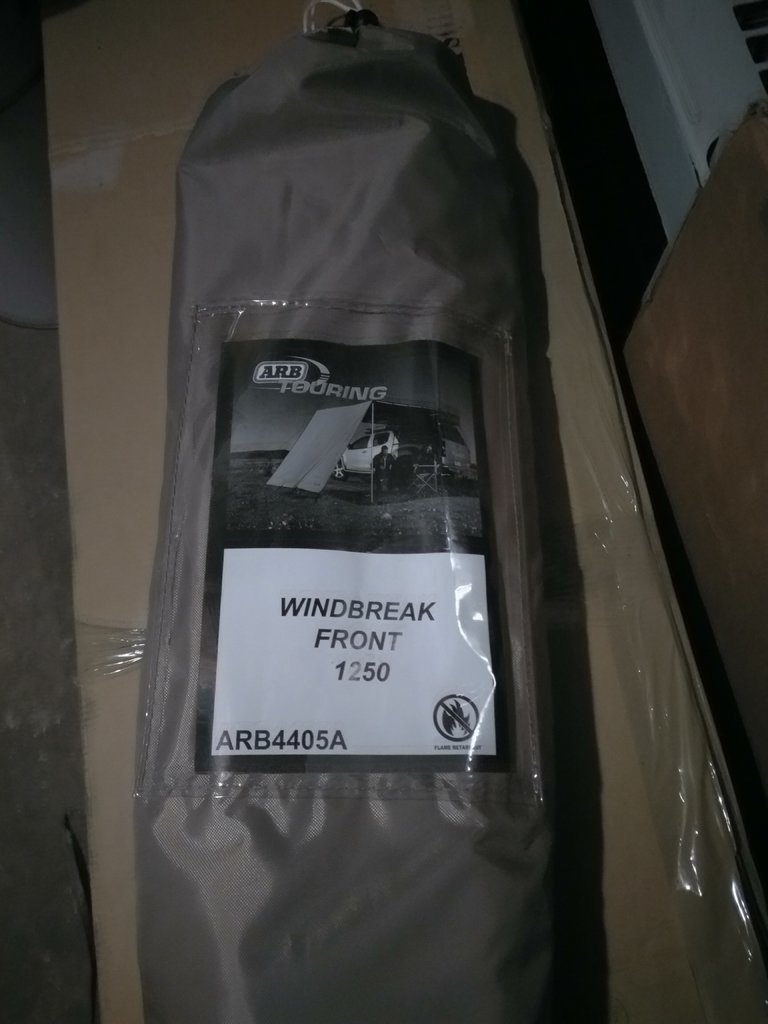 ARB
TOURING
WINDBREAK
FRONT
1250
ARB4405A
FLAME RETARDANT